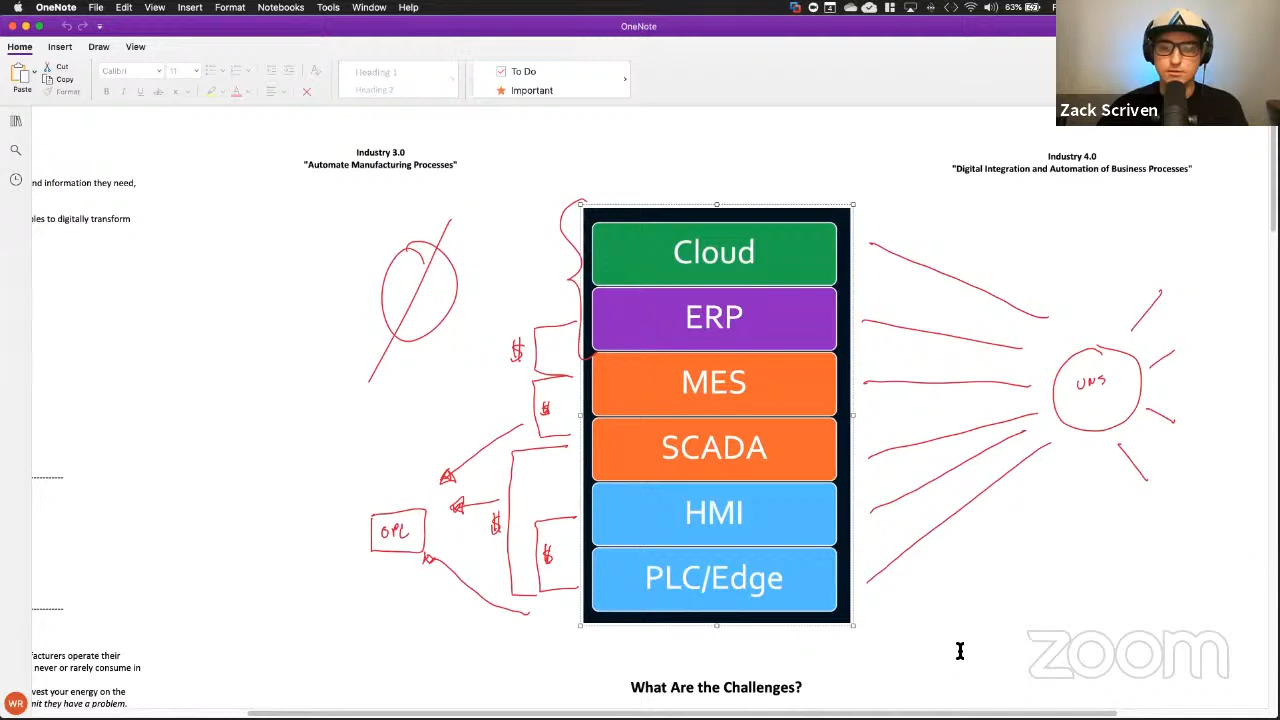 OneNote File Edit View Insert Format Notebooks Tools Window Help
63%
OneNote
Home Insert Draw View
Paste
Cut
Copy
Format
Calibri 11
B I U
Heading 1
Heading 2
To Do
Important
Zack Scriven
Industry 3.0
"Automate Manufacturing Processes"
Industry 4.0
"Digital Integration and Automation of Business Processes"
nd information they need,
ples to digitally transform
Cloud
ERP
MES
SCADA
HMI
PLC/Edge
$
$
$
$
OPC
UNS
-----------
-----------
facturers operate their
never or rarely consume in
vest your energy on the
mit they have a problem.
What Are the Challenges?
WR
zoom